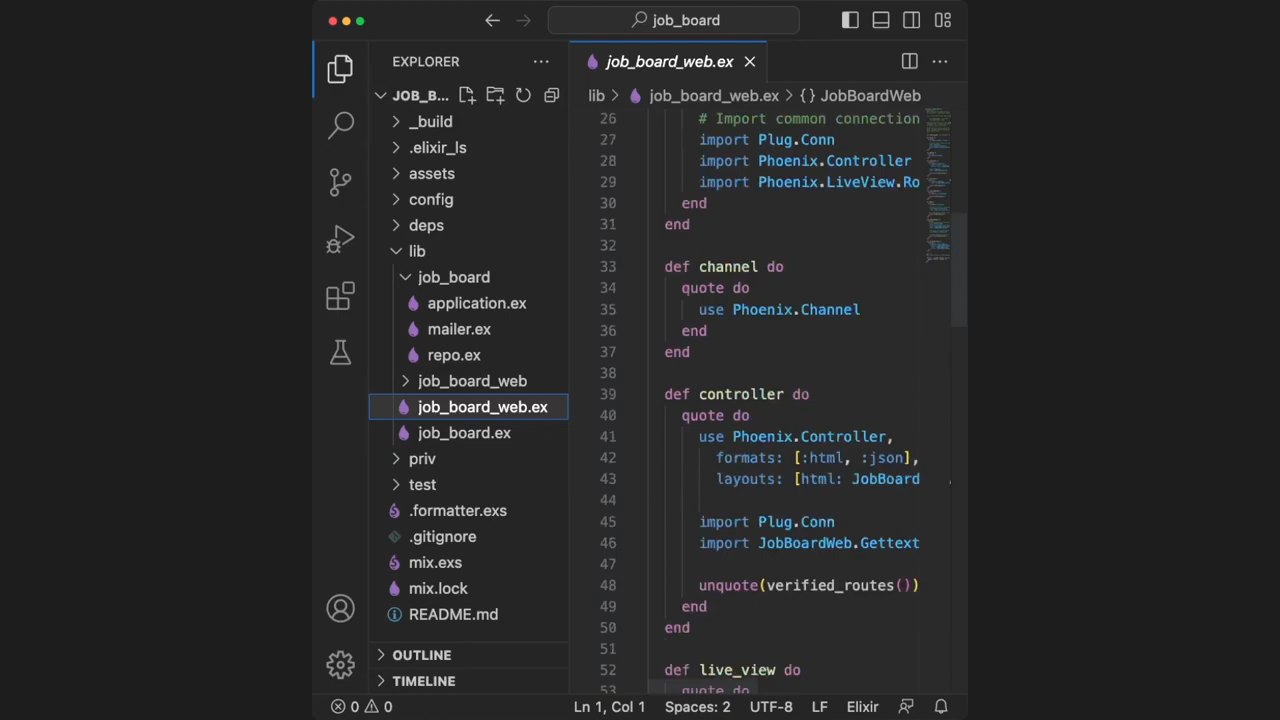 job_board
EXPLORER
JOB_B...
_build
.elixir_ls
assets
config
deps
lib
job_board
application.ex
mailer.ex
repo.ex
job_board_web
job_board_web.ex
job_board.ex
priv
test
.formatter.exs
.gitignore
mix.exs
mix.lock
README.md
OUTLINE
TIMELINE
job_board_web.ex
lib > job_board_web.ex > {} JobBoardWeb
26 # Import common connection
27 import Plug.Conn
28 import Phoenix.Controller
29 import Phoenix.LiveView.Ro
30 end
31 end
32
33 def channel do
34 quote do
35 use Phoenix.Channel
36 end
37 end
38
39 def controller do
40 quote do
41 use Phoenix.Controller,
42 formats: [:html, :json],
43 layouts: [html: JobBoard
44
45 import Plug.Conn
46 import JobBoardWeb.Gettext
47
48 unquote(verified_routes())
49 end
50 end
51
52 def live_view do
53 quote do
0 0 Ln 1, Col 1 Spaces: 2 UTF-8 LF Elixir